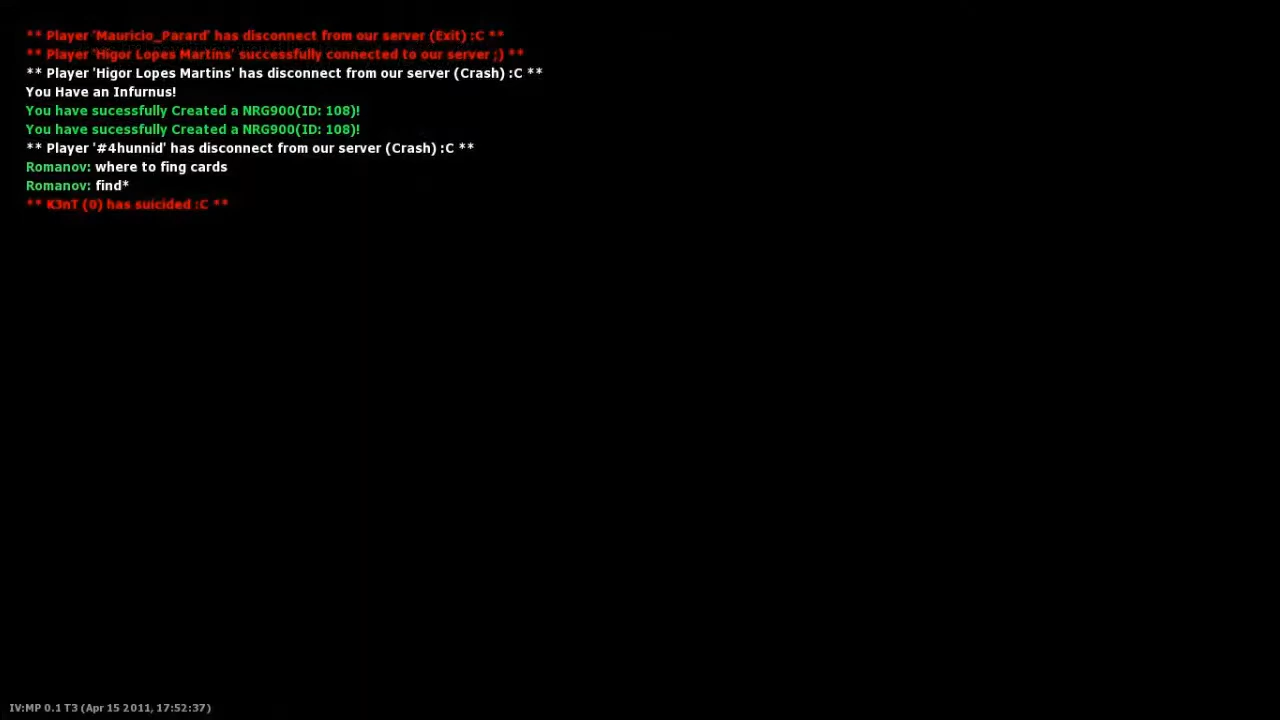 ** Player 'Mauricio_Parard' has disconnect from our server (Exit) :C **
** Player 'Higor Lopes Martins' successfully connected to our server ;) **
** Player 'Higor Lopes Martins' has disconnect from our server (Crash) :C **
You Have an Infurnus!
You have sucessfully Created a NRG900(ID: 108)!
You have sucessfully Created a NRG900(ID: 108)!
** Player '#4hunnid' has disconnect from our server (Crash) :C **
Romanov: where to fing cards
Romanov: find*
** K3nT (0) has suicided :C **
IV:MP 0.1 T3 (Apr 15 2011, 17:52:37)